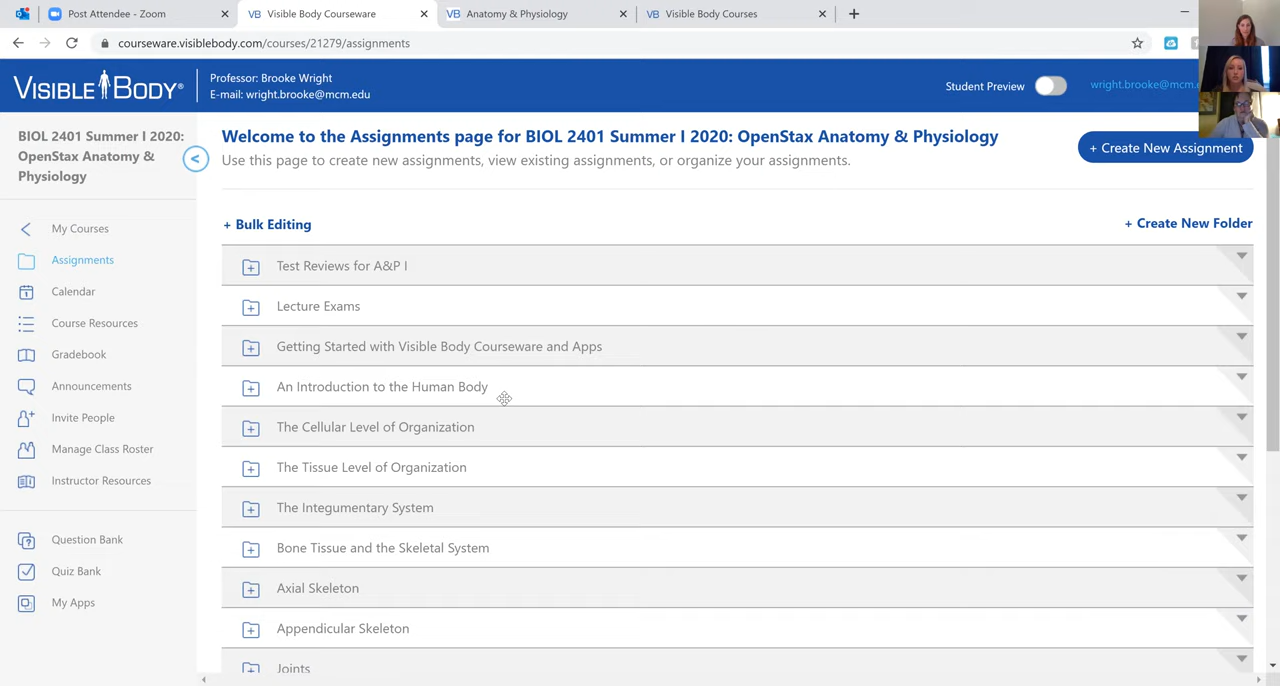 Post Attendee - Zoom
Visible Body Courseware
Anatomy & Physiology
Visible Body Courses
courseware.visiblebody.com/courses/21279/assignments
VISIBLE BODY®
Professor: Brooke Wright
E-mail: wright.brooke@mcm.edu
Student Preview
wright.brooke@mcm.
BIOL 2401 Summer I 2020:
OpenStax Anatomy &
Physiology
Welcome to the Assignments page for BIOL 2401 Summer I 2020: OpenStax Anatomy & Physiology
Use this page to create new assignments, view existing assignments, or organize your assignments.
+ Create New Assignment
My Courses
Assignments
Calendar
Course Resources
Gradebook
Announcements
Invite People
Manage Class Roster
Instructor Resources
Question Bank
Quiz Bank
My Apps
+ Bulk Editing
+ Create New Folder
Test Reviews for A&P I
Lecture Exams
Getting Started with Visible Body Courseware and Apps
An Introduction to the Human Body
The Cellular Level of Organization
The Tissue Level of Organization
The Integumentary System
Bone Tissue and the Skeletal System
Axial Skeleton
Appendicular Skeleton
Joints